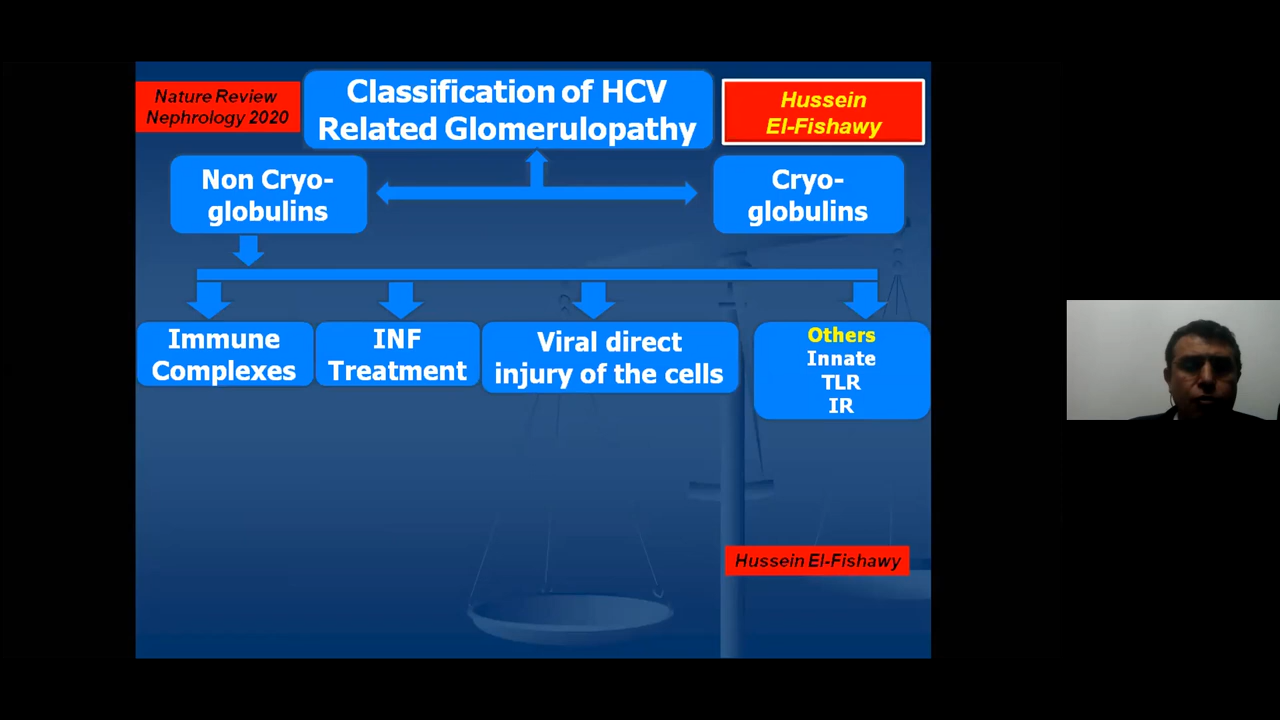 Nature Review
Nephrology 2020
Classification of HCV
Related Glomerulopathy
Hussein
El-Fishawy
Non Cryo-
globulins
Cryo-
globulins
Immune
Complexes
INF
Treatment
Viral direct
injury of the cells
Others
Innate
TLR
IR
Hussein El-Fishawy